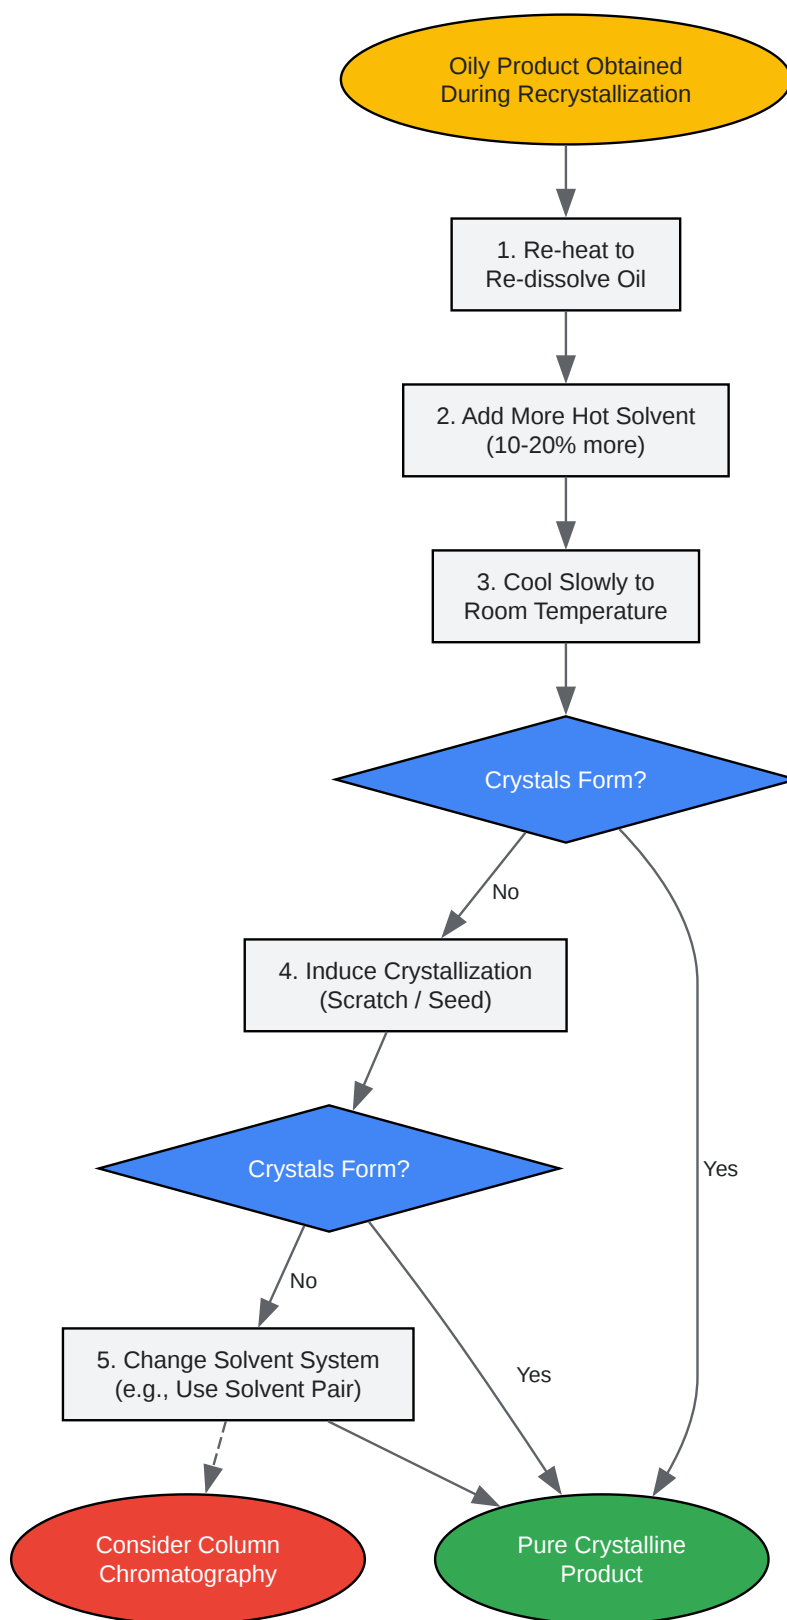 Oily Product Obtained
During Recrystallization
1. Re-heat to
Re-dissolve Oil
2. Add More Hot Solvent
(10-20% more)
3. Cool Slowly to
Room Temperature
Crystals Form?
No
4. Induce Crystallization
(Scratch / Seed)
Crystals Form?
Yes
No
5. Change Solvent System
(e.g., Use Solvent Pair)
Yes
Consider Column
Chromatography
Pure Crystalline
Product